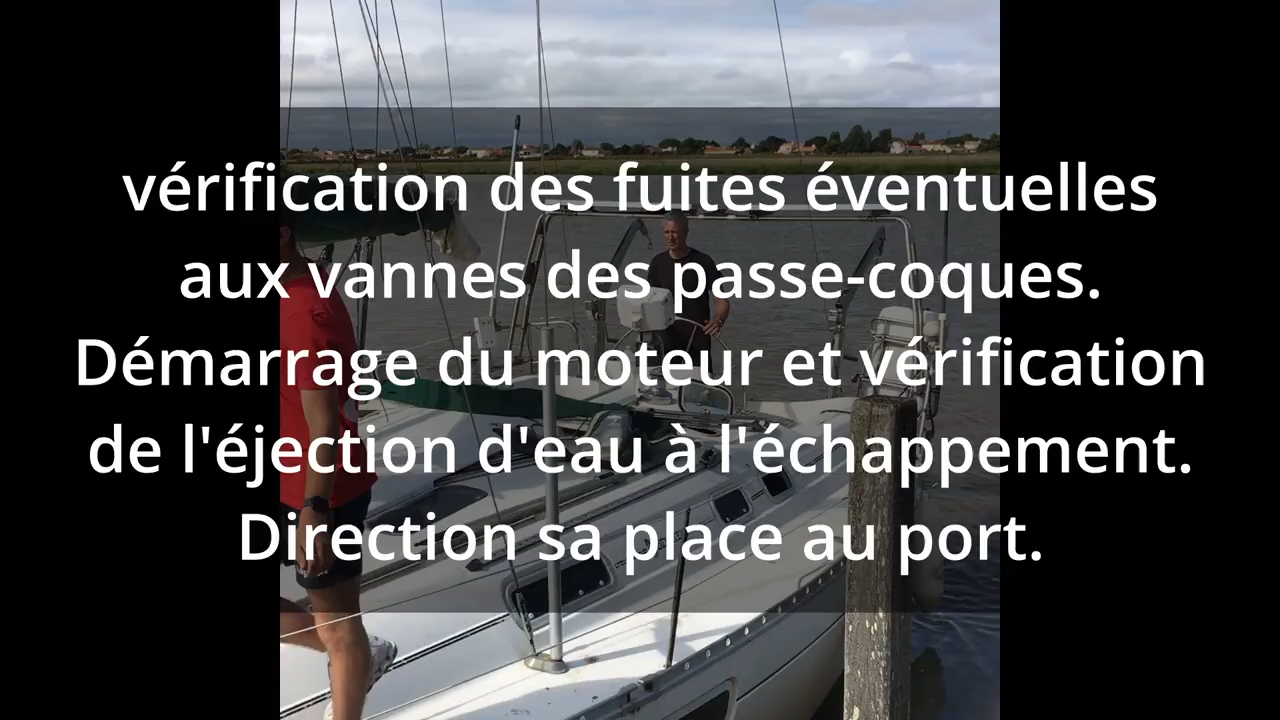 vérification des fuites éventuelles
aux vannes des passe-coques.
Démarrage du moteur et vérification
de l'éjection d'eau à l'échappement.
Direction sa place au port.